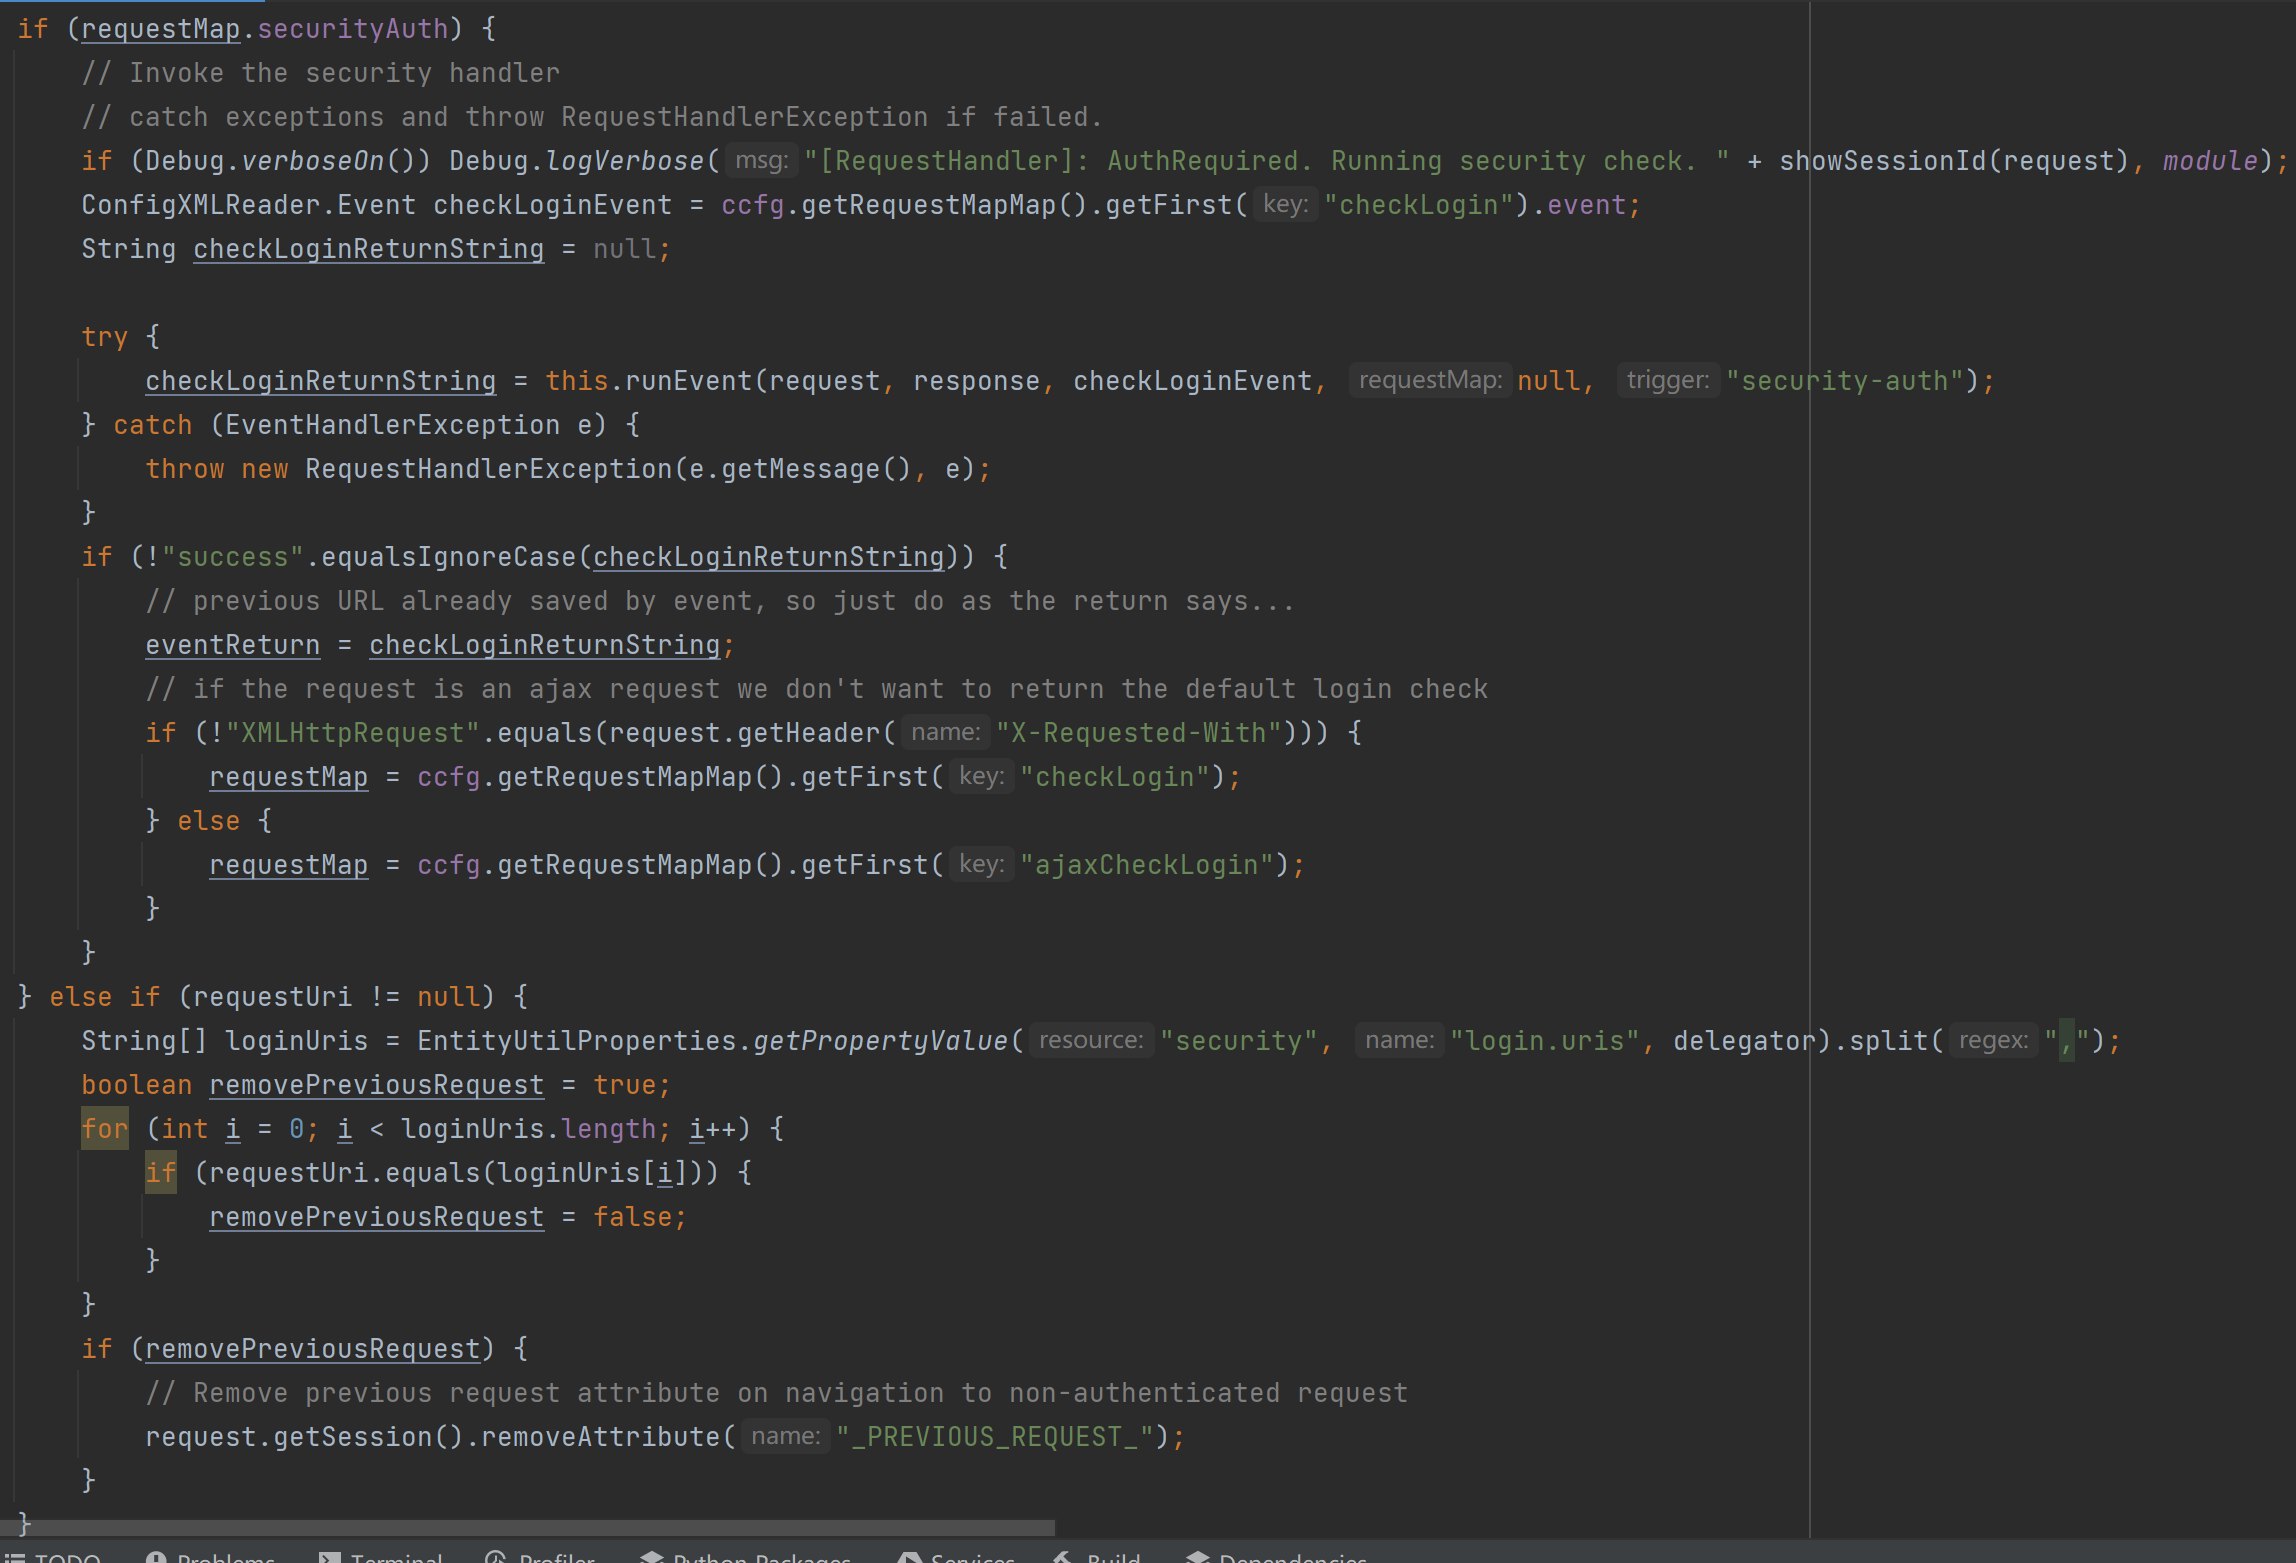 if (requestMap.securityAuth) {
// Invoke the security handler
// catch exceptions and throw RequestHandlerException if failed.
if (Debug.verboseOn()) Debug.logVerbose( msg: "[RequestHandler]: AuthRequired. Running security check. " + showSessionId(request), module);
ConfigXMLReader.Event checkLoginEvent = ccfg.getRequestMapMap().getFirst( key: "checkLogin").event;
String checkLoginReturnString = null;
try {
checkLoginReturnString = this.runEvent(request, response, checkLoginEvent, requestMap: null, trigger: "security-auth");
} catch (EventHandlerException e) {
throw new RequestHandlerException(e.getMessage(), e);
}
if (!"success".equalsIgnoreCase(checkLoginReturnString)) {
// previous URL already saved by event, so just do as the return says...
eventReturn = checkLoginReturnString;
// if the request is an ajax request we don't want to return the default login check
if (!"XMLHttpRequest".equals(request.getHeader( name: "X-Requested-With"))) {
requestMap = ccfg.getRequestMapMap().getFirst( key: "checkLogin");
} else {
requestMap = ccfg.getRequestMapMap().getFirst( key: "ajaxCheckLogin");
}
}
} else if (requestUri != null) {
String[] loginUris = EntityUtilProperties.getPropertyValue( resource: "security", name: "login.uris", delegator).split( regex: ",");
boolean removePreviousRequest = true;
for (int i = 0; i < loginUris.length; i++) {
if (requestUri.equals(loginUris[i])) {
removePreviousRequest = false;
}
}
if (removePreviousRequest) {
// Remove previous request attribute on navigation to non-authenticated request
request.getSession().removeAttribute( name: "_PREVIOUS_REQUEST_");
}
}
TODO Problems Terminal Profiler Python Packages Services Build Dependencies